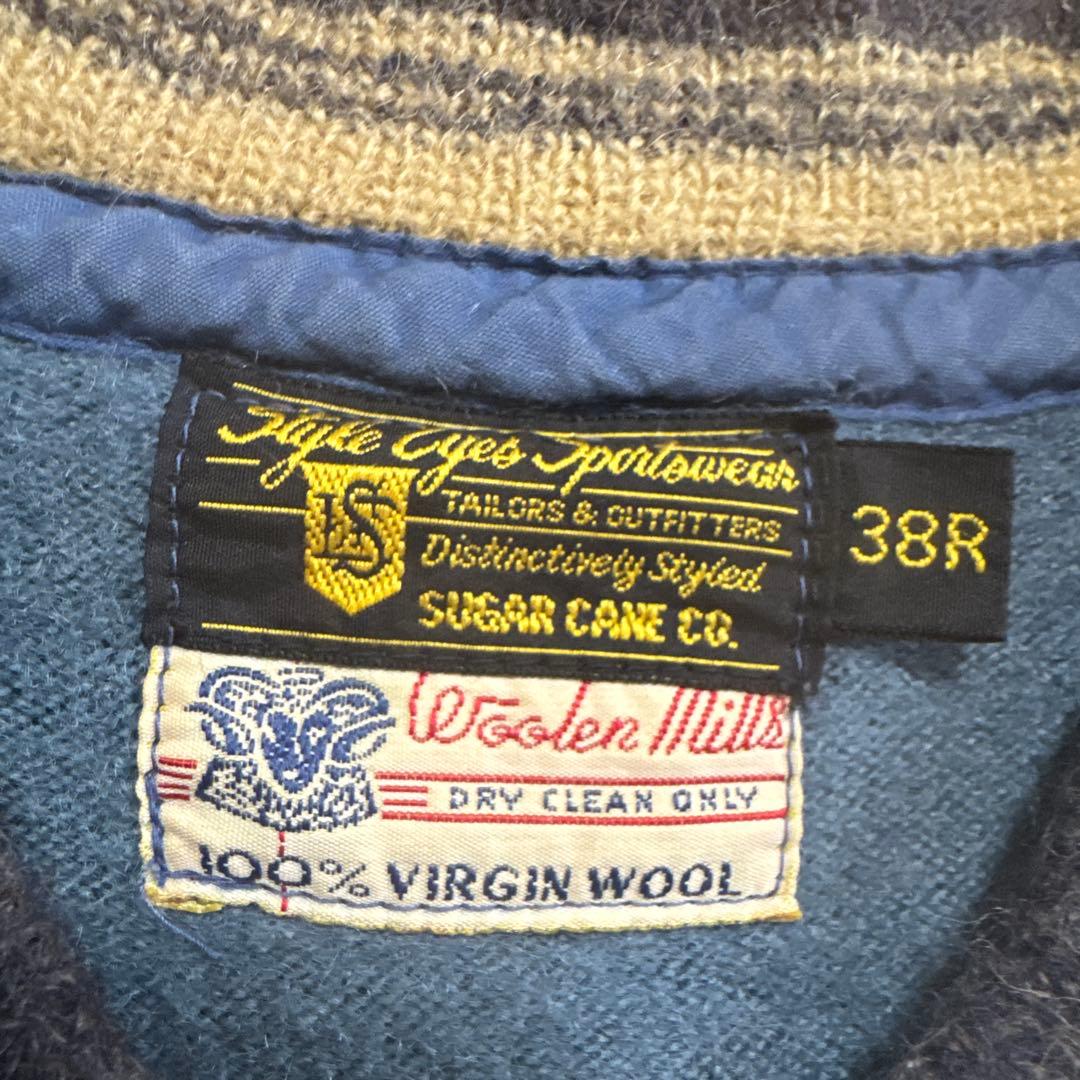 Style Eyes Sportswear
TAILORS & OUTFITTERS
Distinctively Styled
SUGAR CANE CO.
38R
Woolen Mills
DRY CLEAN ONLY
100% VIRGIN WOOL